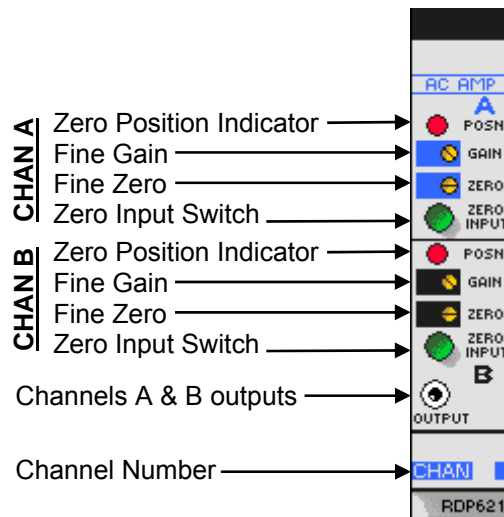 CHAN A
Zero Position Indicator
Fine Gain
Fine Zero
Zero Input Switch
CHAN B
Zero Position Indicator
Fine Gain
Fine Zero
Zero Input Switch
Channels A & B outputs
Channel Number
AC AMP
A
POSN
GAIN
ZERO
ZERO
INPUT
POSN
GAIN
ZERO
ZERO
INPUT
B
OUTPUT
CHAN
RDP621